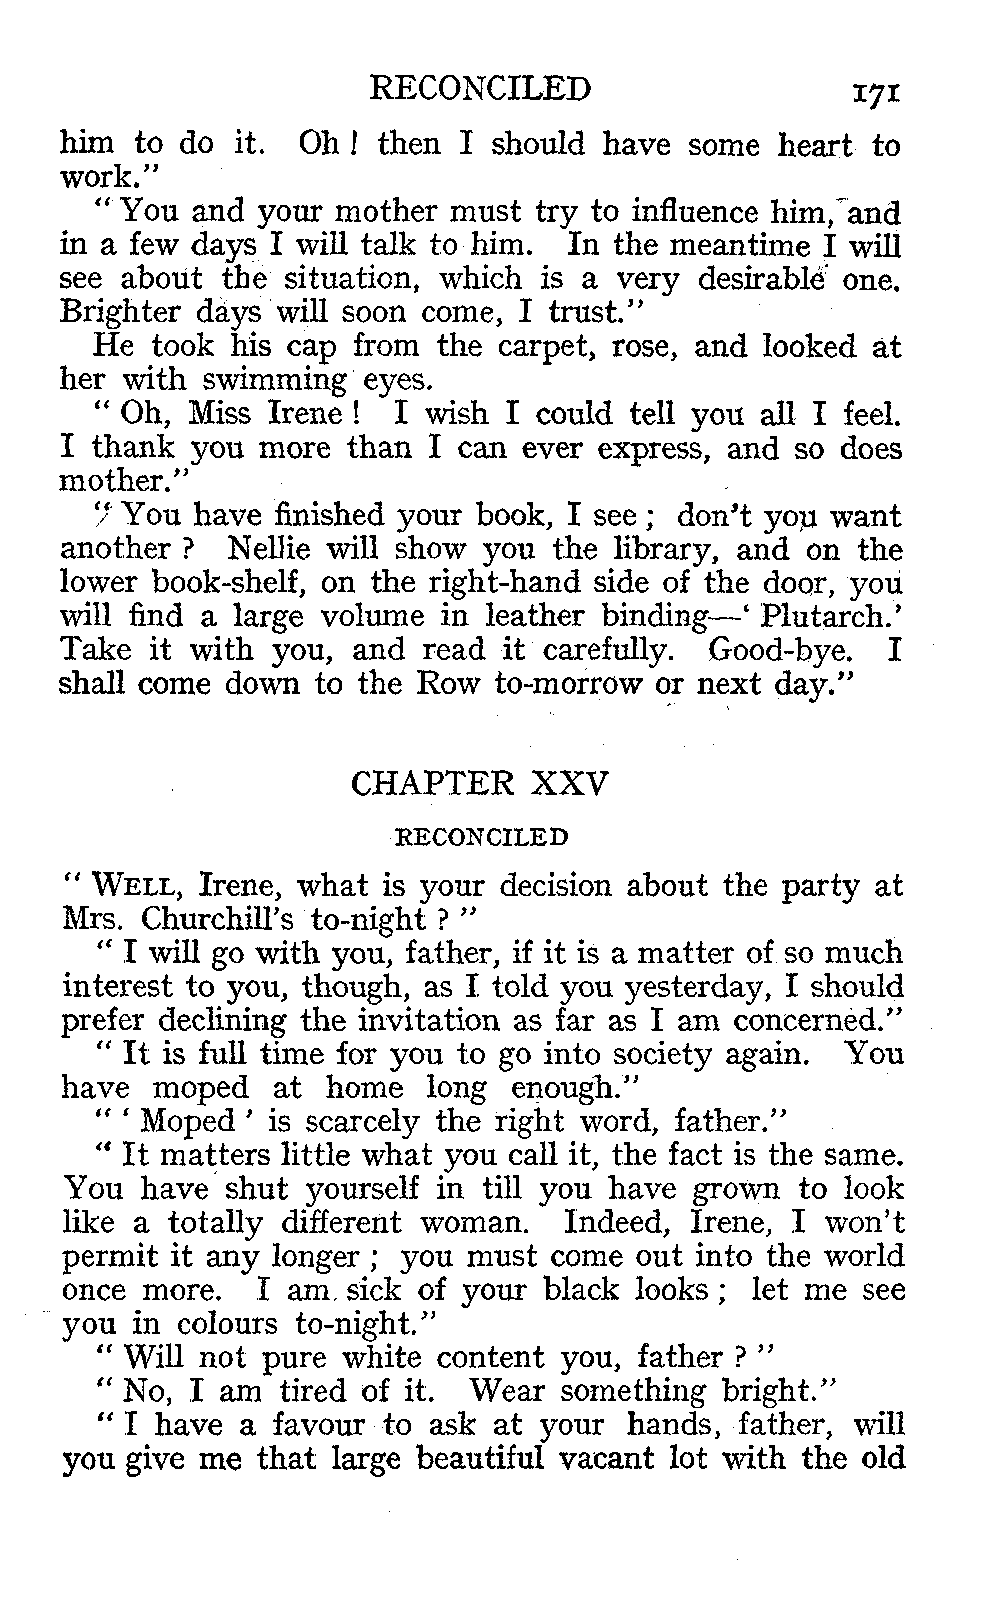 RECONCILED 171
him to do it. Oh! then I should have some heart to
work."
"You and your mother must try to influence him, and
in a few days I will talk to him. In the meantime I will
see about the situation, which is a very desirable one.
Brighter days will soon come, I trust."
He took his cap from the carpet, rose, and looked at
her with swimming eyes.
"Oh, Miss Irene! I wish I could tell you all I feel.
I thank you more than I can ever express, and so does
mother."
"You have finished your book, I see; don't you want
another? Nellie will show you the library, and on the
lower book-shelf, on the right-hand side of the door, you
will find a large volume in leather binding—'Plutarch.'
Take it with you, and read it carefully. Good-bye. I
shall come down to the Row to-morrow or next day."
CHAPTER XXV
RECONCILED
"WELL, Irene, what is your decision about the party at
Mrs. Churchill's to-night?"
"I will go with you, father, if it is a matter of so much
interest to you, though, as I told you yesterday, I should
prefer declining the invitation as far as I am concerned."
"It is full time for you to go into society again. You
have moped at home long enough."
"'Moped' is scarcely the right word, father."
"It matters little what you call it, the fact is the same.
You have shut yourself in till you have grown to look
like a totally different woman. Indeed, Irene, I won't
permit it any longer; you must come out into the world
once more. I am sick of your black looks; let me see
you in colours to-night."
"Will not pure white content you, father?"
"No, I am tired of it. Wear something bright."
"I have a favour to ask at your hands, father, will
you give me that large beautiful vacant lot with the old